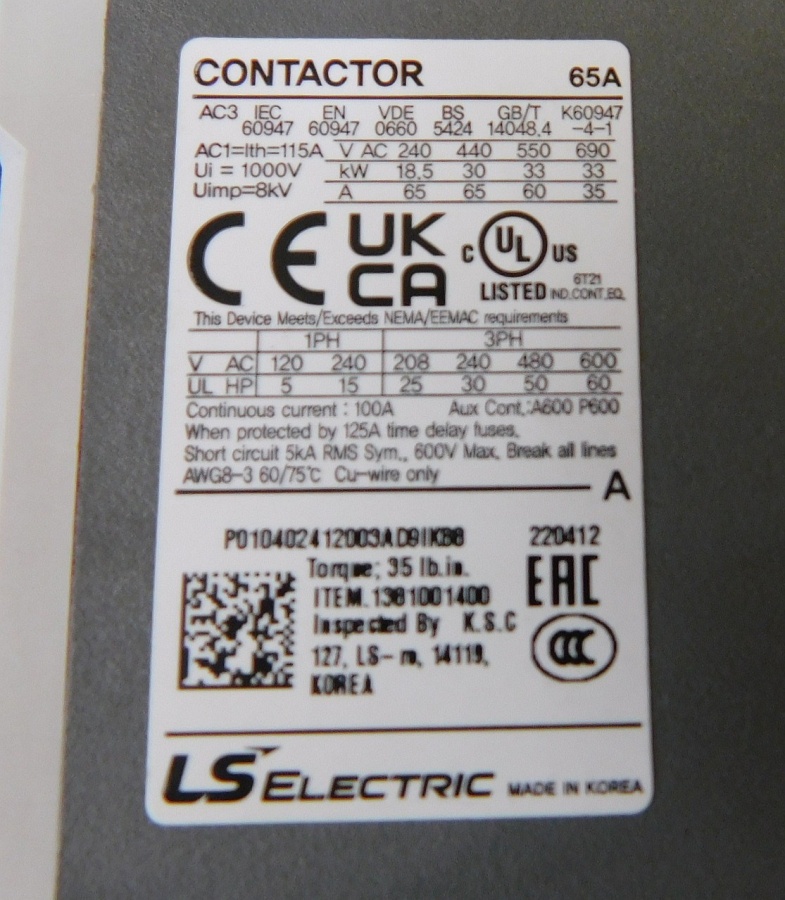 CONTACTOR 65A
AC3 IEC EN VDE BS GB/T K60947
60947 60947 0660 5424 14048.4 -4-1
AC1=Ith=115A V AC 240 440 550 690
Ui = 1000V kW 18.5 30 33 33
Uimp=8kV A 65 65 60 35
CE UK CA c UL US
LISTED 6T21 IND.CONT.EQ.
This Device Meets/Exceeds NEMA/EEMAC requirements
1PH 3PH
V AC 120 240 208 240 480 600
UL HP 5 15 25 30 50 60
Continuous current : 100A Aux Cont.:A600 P600
When protected by 125A time delay fuses.
Short circuit 5kA RMS Sym., 600V Max. Break all lines
AWG8-3 60/75℃ Cu-wire only
A
220412
Torque; 35 lb.in.
ITEM.1381001400
Inspected By K.S.C
127, LS- 14119,
KOREA
EAC
CCC
LS ELECTRIC MADE IN KOREA